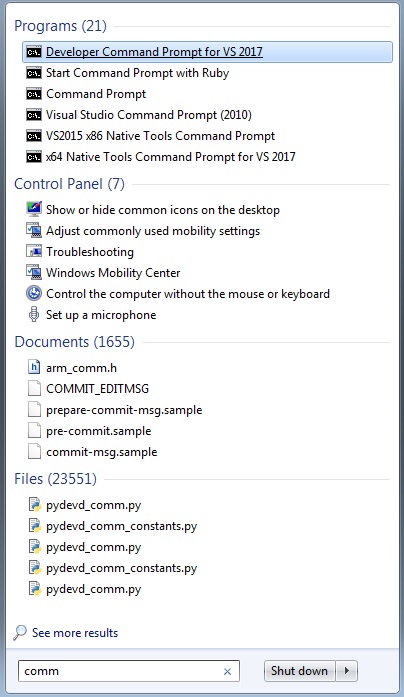 Programs (21)
Developer Command Prompt for VS 2017
Start Command Prompt with Ruby
Command Prompt
Visual Studio Command Prompt (2010)
VS2015 x86 Native Tools Command Prompt
x64 Native Tools Command Prompt for VS 2017
Control Panel (7)
Show or hide common icons on the desktop
Adjust commonly used mobility settings
Troubleshooting
Windows Mobility Center
Control the computer without the mouse or keyboard
Set up a microphone
Documents (1655)
arm_comm.h
COMMIT_EDITMSG
prepare-commit-msg.sample
pre-commit.sample
commit-msg.sample
Files (23551)
pydevd_comm.py
pydevd_comm_constants.py
pydevd_comm.py
pydevd_comm_constants.py
pydevd_comm.py
See more results
comm
Shut down